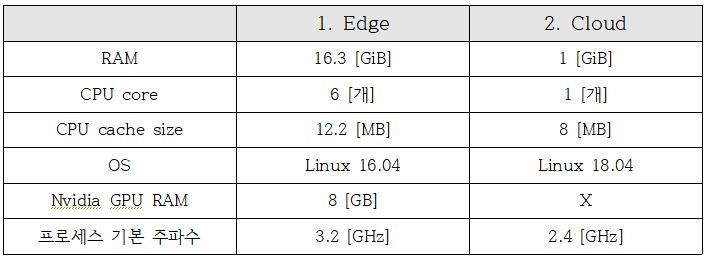 1. Edge 2. Cloud
RAM 16.3 [GiB] 1 [GiB]
CPU core 6 [개] 1 [개]
CPU cache size 12.2 [MB] 8 [MB]
OS Linux 16.04 Linux 18.04
Nvidia GPU RAM 8 [GB] X
프로세스 기본 주파수 3.2 [GHz] 2.4 [GHz]